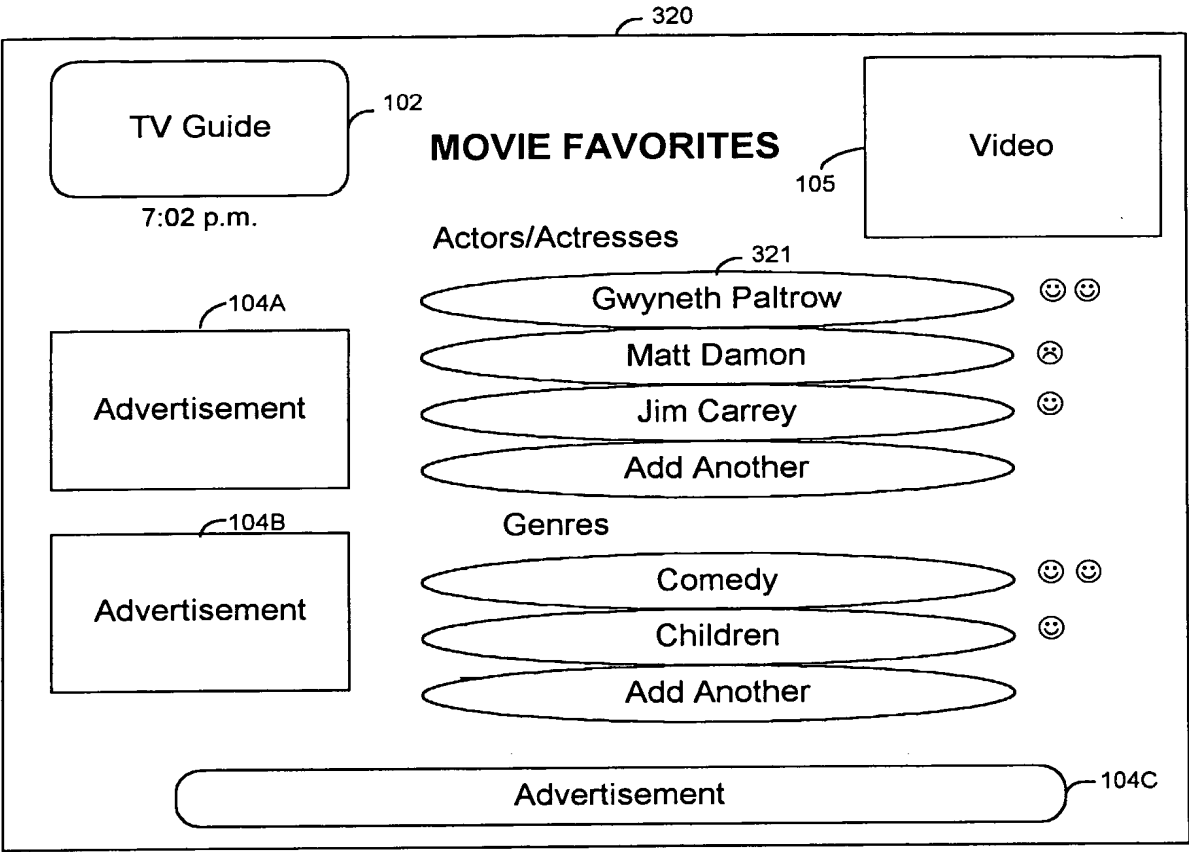 320
TV Guide
102
MOVIE FAVORITES
Video
105
7:02 p.m.
Actors/Actresses
321
Gwyneth Paltrow
104A
Matt Damon
Advertisement
Jim Carrey
Add Another
104B
Genres
Comedy
Advertisement
Children
Add Another
Advertisement
104C